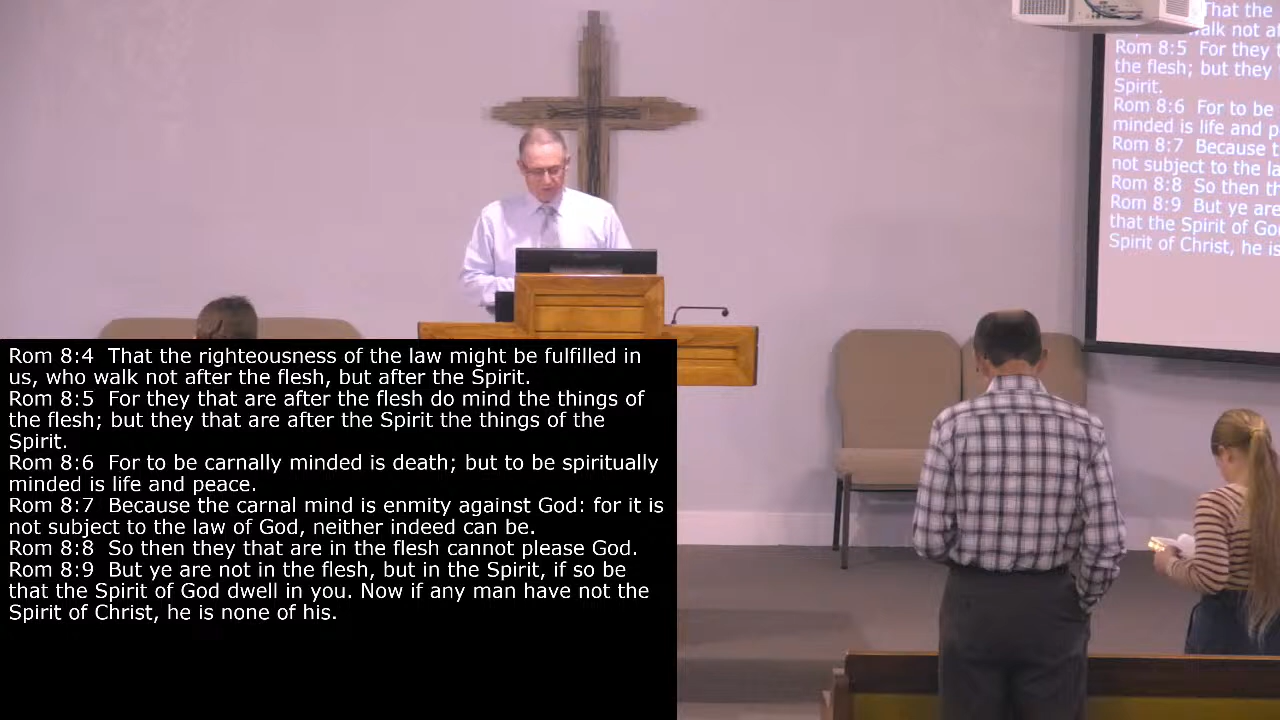 Rom 8:4  That the righteousness of the law might be fulfilled in
us, who walk not after the flesh, but after the Spirit.
Rom 8:5  For they that are after the flesh do mind the things of
the flesh; but they that are after the Spirit the things of the
Spirit.
Rom 8:6  For to be carnally minded is death; but to be spiritually
minded is life and peace.
Rom 8:7  Because the carnal mind is enmity against God: for it is
not subject to the law of God, neither indeed can be.
Rom 8:8  So then they that are in the flesh cannot please God.
Rom 8:9  But ye are not in the flesh, but in the Spirit, if so be
that the Spirit of God dwell in you. Now if any man have not the
Spirit of Christ, he is none of his.
That the
walk not
Rom 8:5  For they
the flesh; but they
Spirit.
Rom 8:6  For to be
minded is life and
Rom 8:7  Because
not subject to the
Rom 8:8  So then
Rom 8:9  But ye are
that the Spirit of
Spirit of Christ, he is